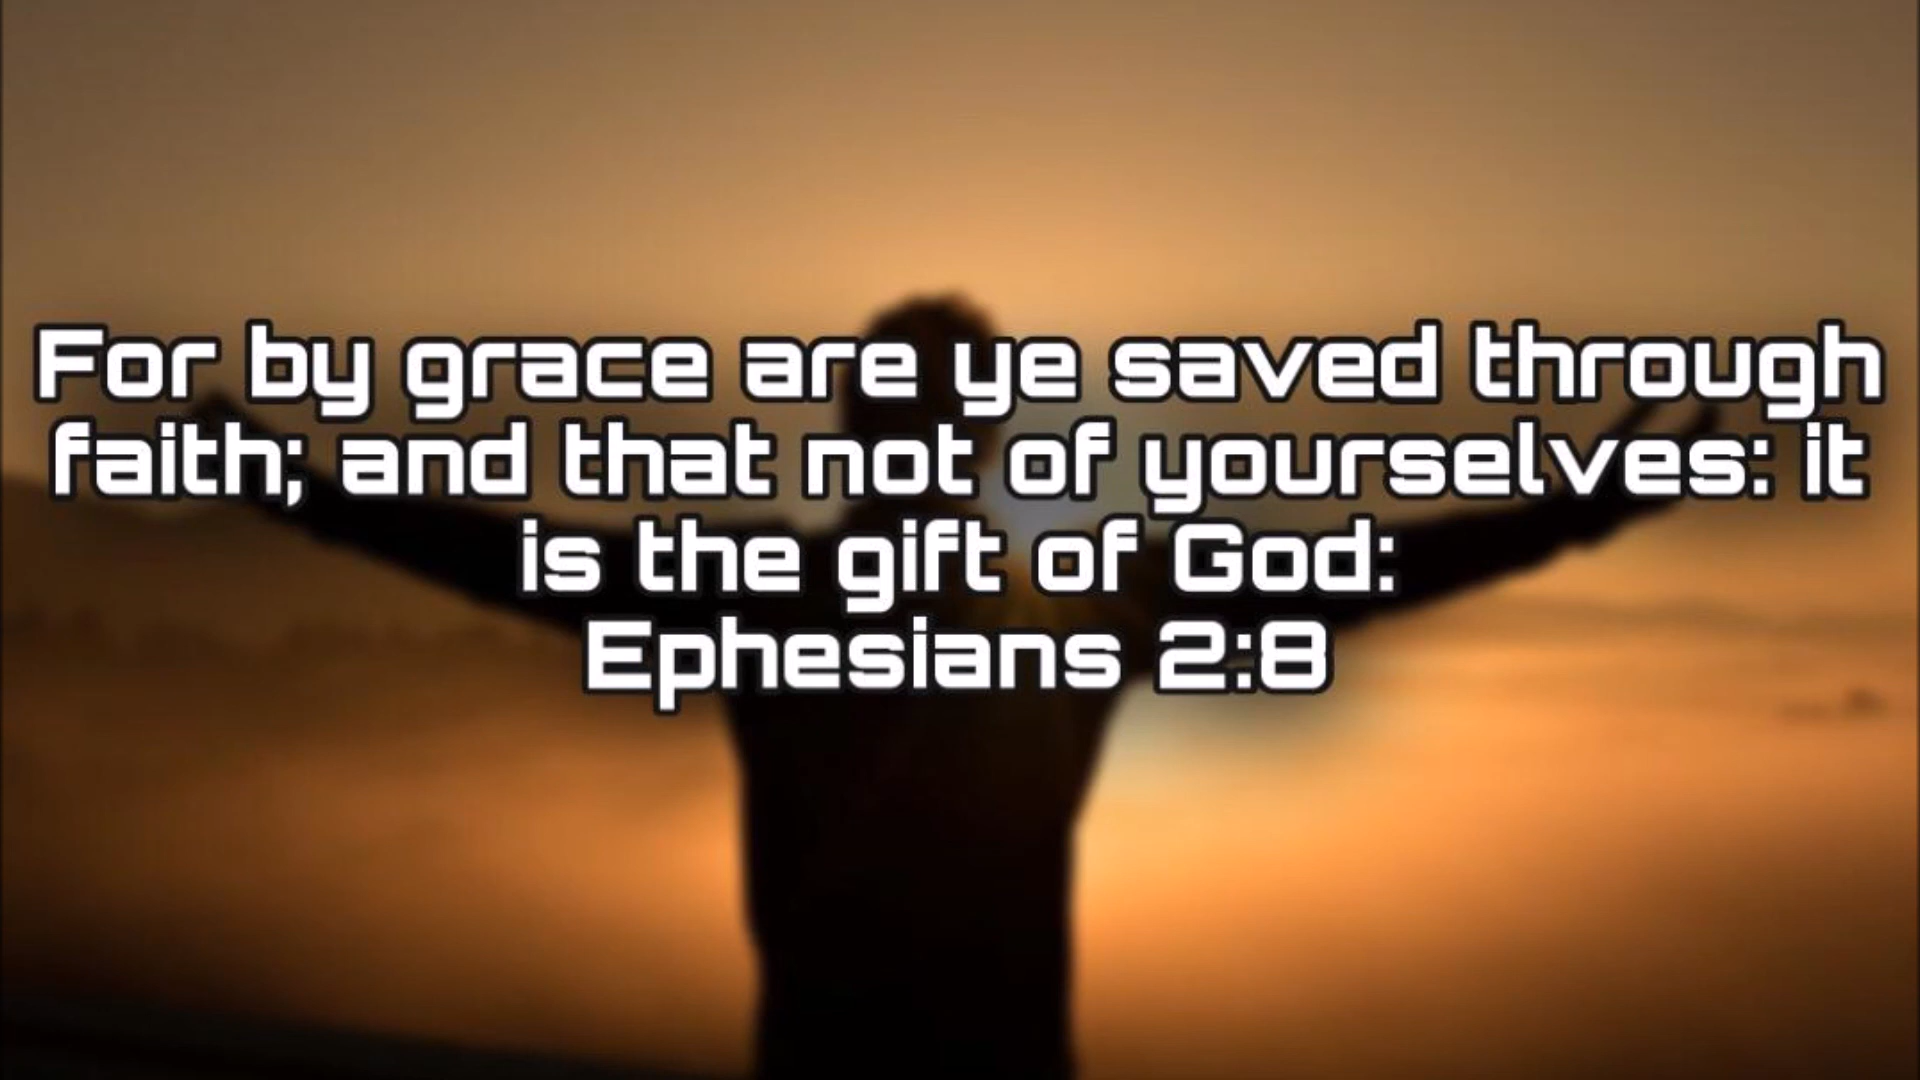 For by grace are ye saved through
faith; and that not of yourselves: it
is the gift of God:
Ephesians 2:8